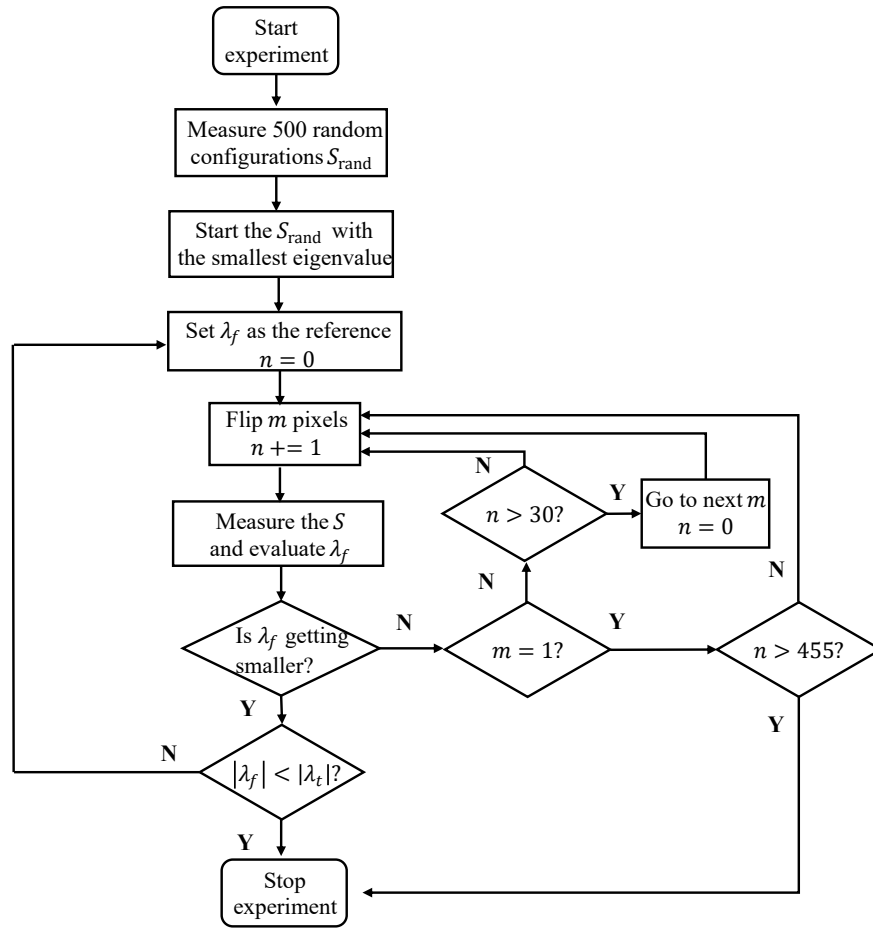 Start
experiment
Measure 500 random
configurations S_rand
Start the S_rand with
the smallest eigenvalue
Set λ_f as the reference
n = 0
Flip m pixels
n += 1
N
n > 30?
Y
Go to next m
n = 0
Measure the S
and evaluate λ_f
N
N
Is λ_f getting
smaller?
N
m = 1?
Y
n > 455?
Y
Y
N
|λ_f| < |λ_t|?
Y
Stop
experiment